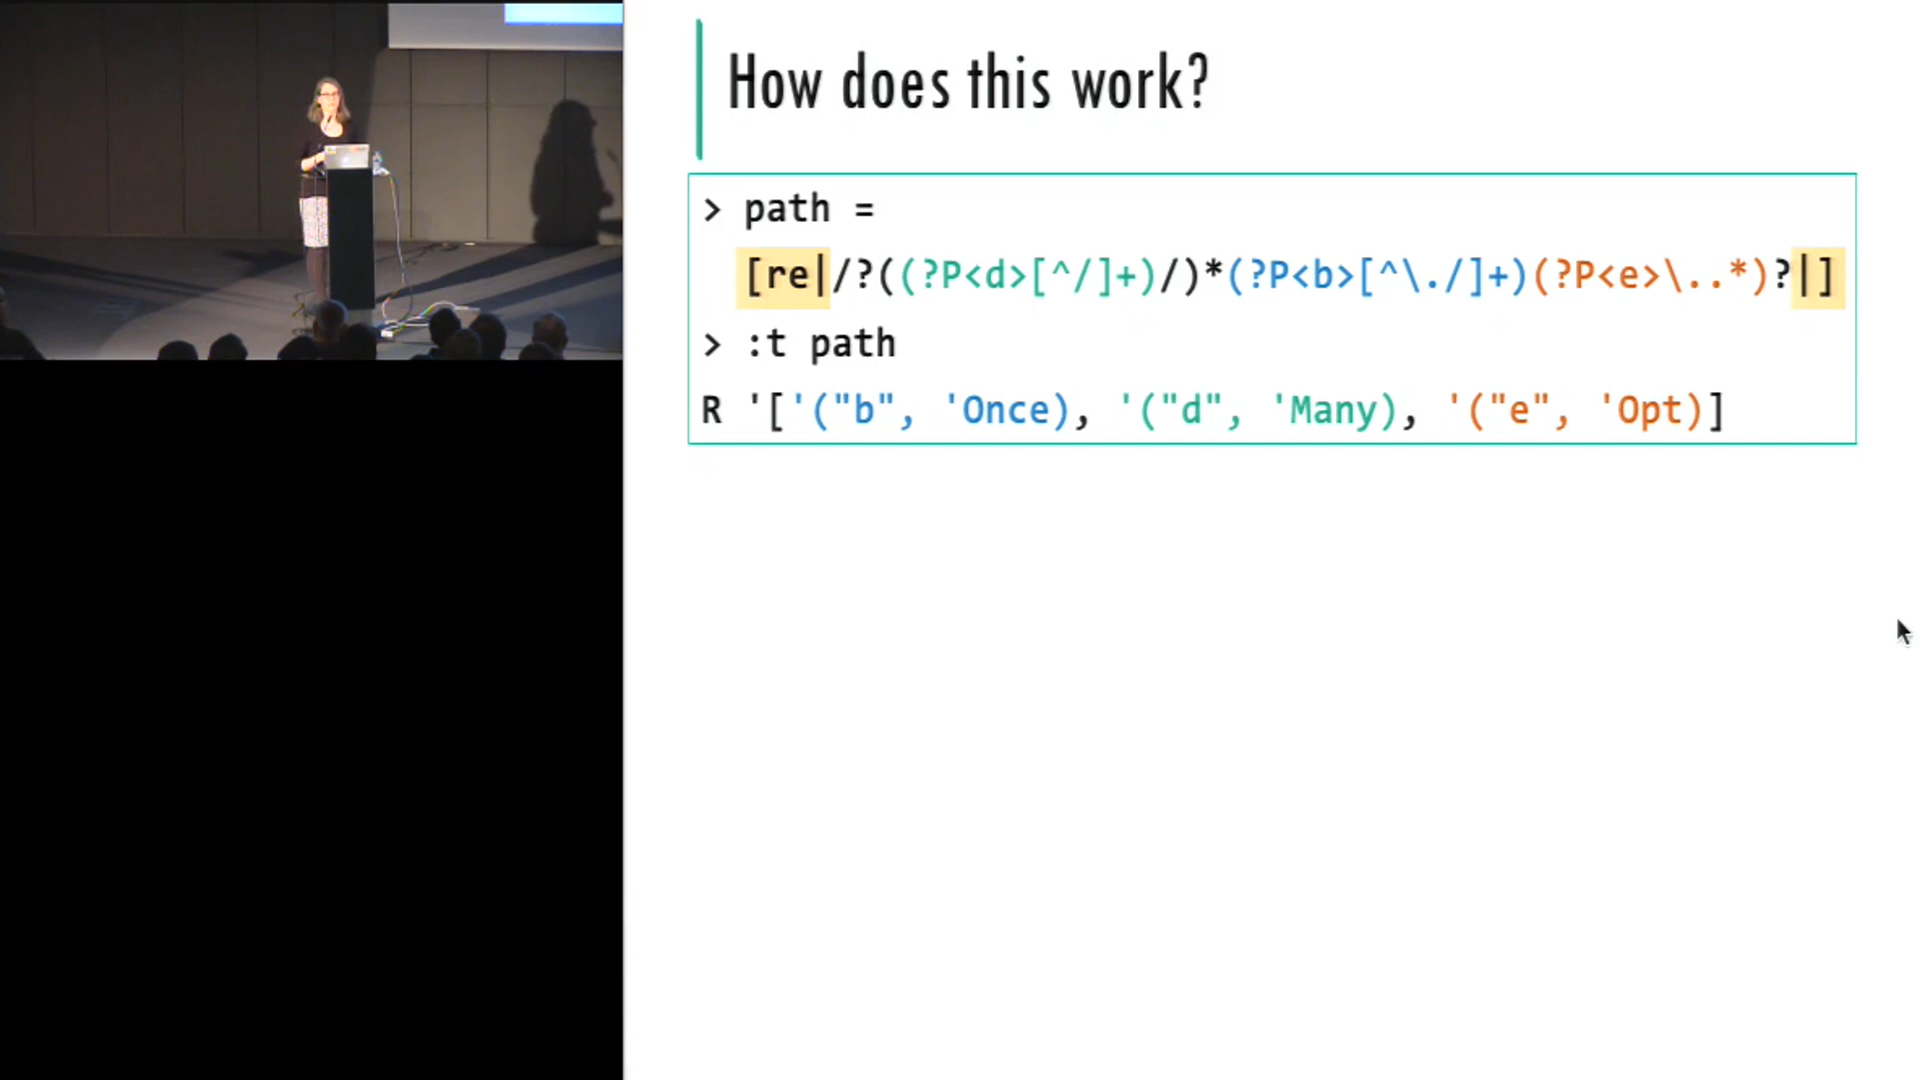 How does this work?
> path =
[re|/?((?P<d>[^/]+)/)*(?P<b>[^\./]+)(?P<e>\..*)?|]
> :t path
R '['("b", 'Once), '("d", 'Many), '("e", 'Opt)]